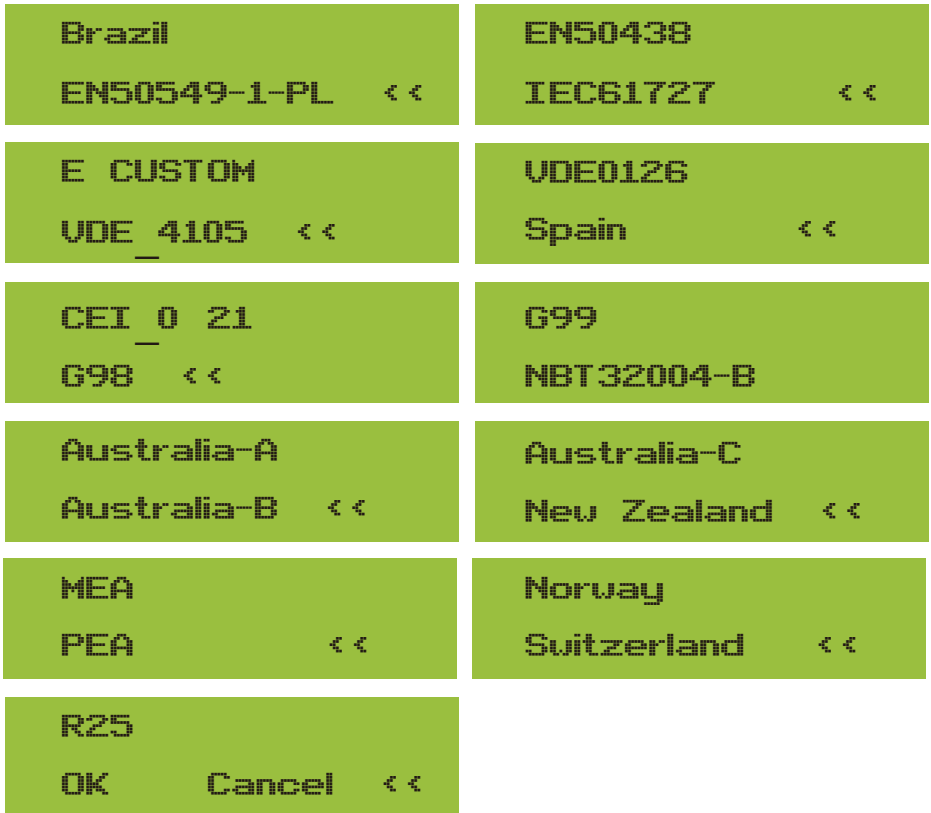 Brazil
EN50549-1-PL <<
EN50438
IEC61727 <<
E CUSTOM
VDE_4105 <<
VDE0126
Spain <<
CEI_0 21
G98 <<
G99
NBT32004-B
Australia-A
Australia-B <<
Australia-C
New Zealand <<
MEA
PEA <<
Norway
Switzerland <<
R25
OK Cancel <<